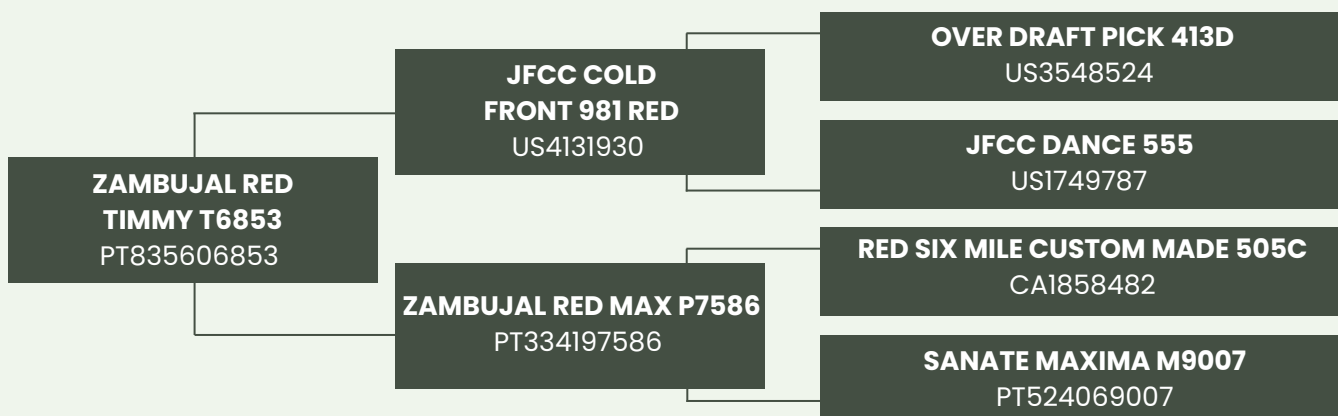 ZAMBUJAL RED
TIMMY T6853
PT835606853
JFCC COLD
FRONT 981 RED
US4131930
ZAMBUJAL RED MAX P7586
PT334197586
OVER DRAFT PICK 413D
US3548524
JFCC DANCE 555
US1749787
RED SIX MILE CUSTOM MADE 505C
CA1858482
SANATE MAXIMA M9007
PT524069007